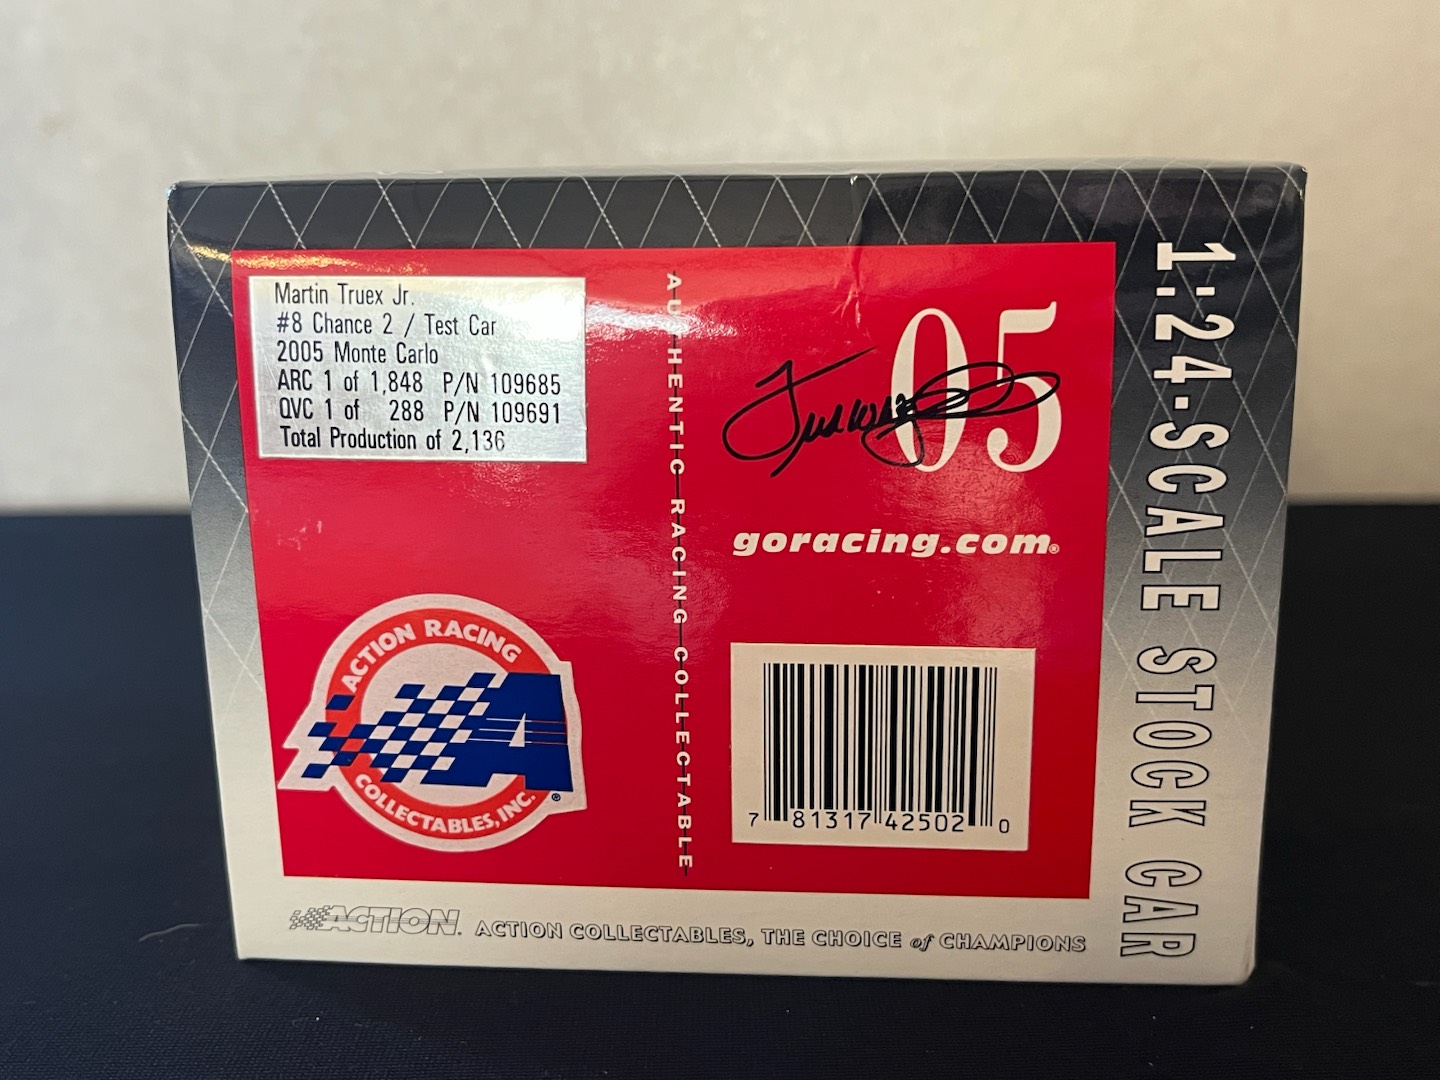 Martin Truex Jr.
#8 Chance 2 / Test Car
2005 Monte Carlo
ARC 1 of 1,848 P/N 109685
QVC 1 of 288 P/N 109691
Total Production of 2,136
AUTHENTIC RACING COLLECTABLE
05
goracing.com®
ACTION RACING
A
COLLECTABLES, INC.
®
7 81317 42502 0
1:24-SCALE STOCK CAR
ACTION. ACTION COLLECTABLES, THE CHOICE of CHAMPIONS